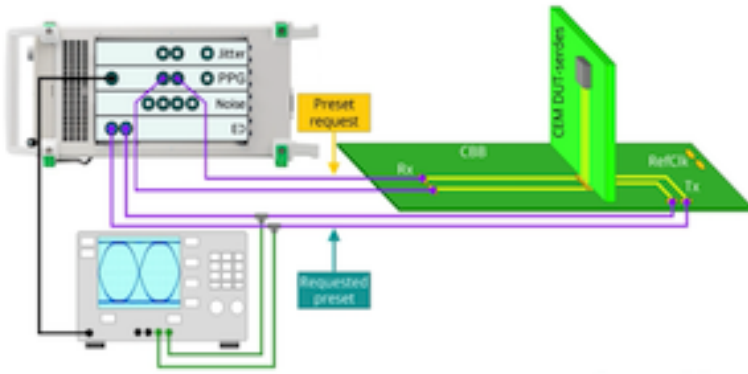 Jitter
PPG
Noise
ED
Preset
request
CBB
CEM DUT-serdes
RefClk
Rx
Tx
Requested
preset